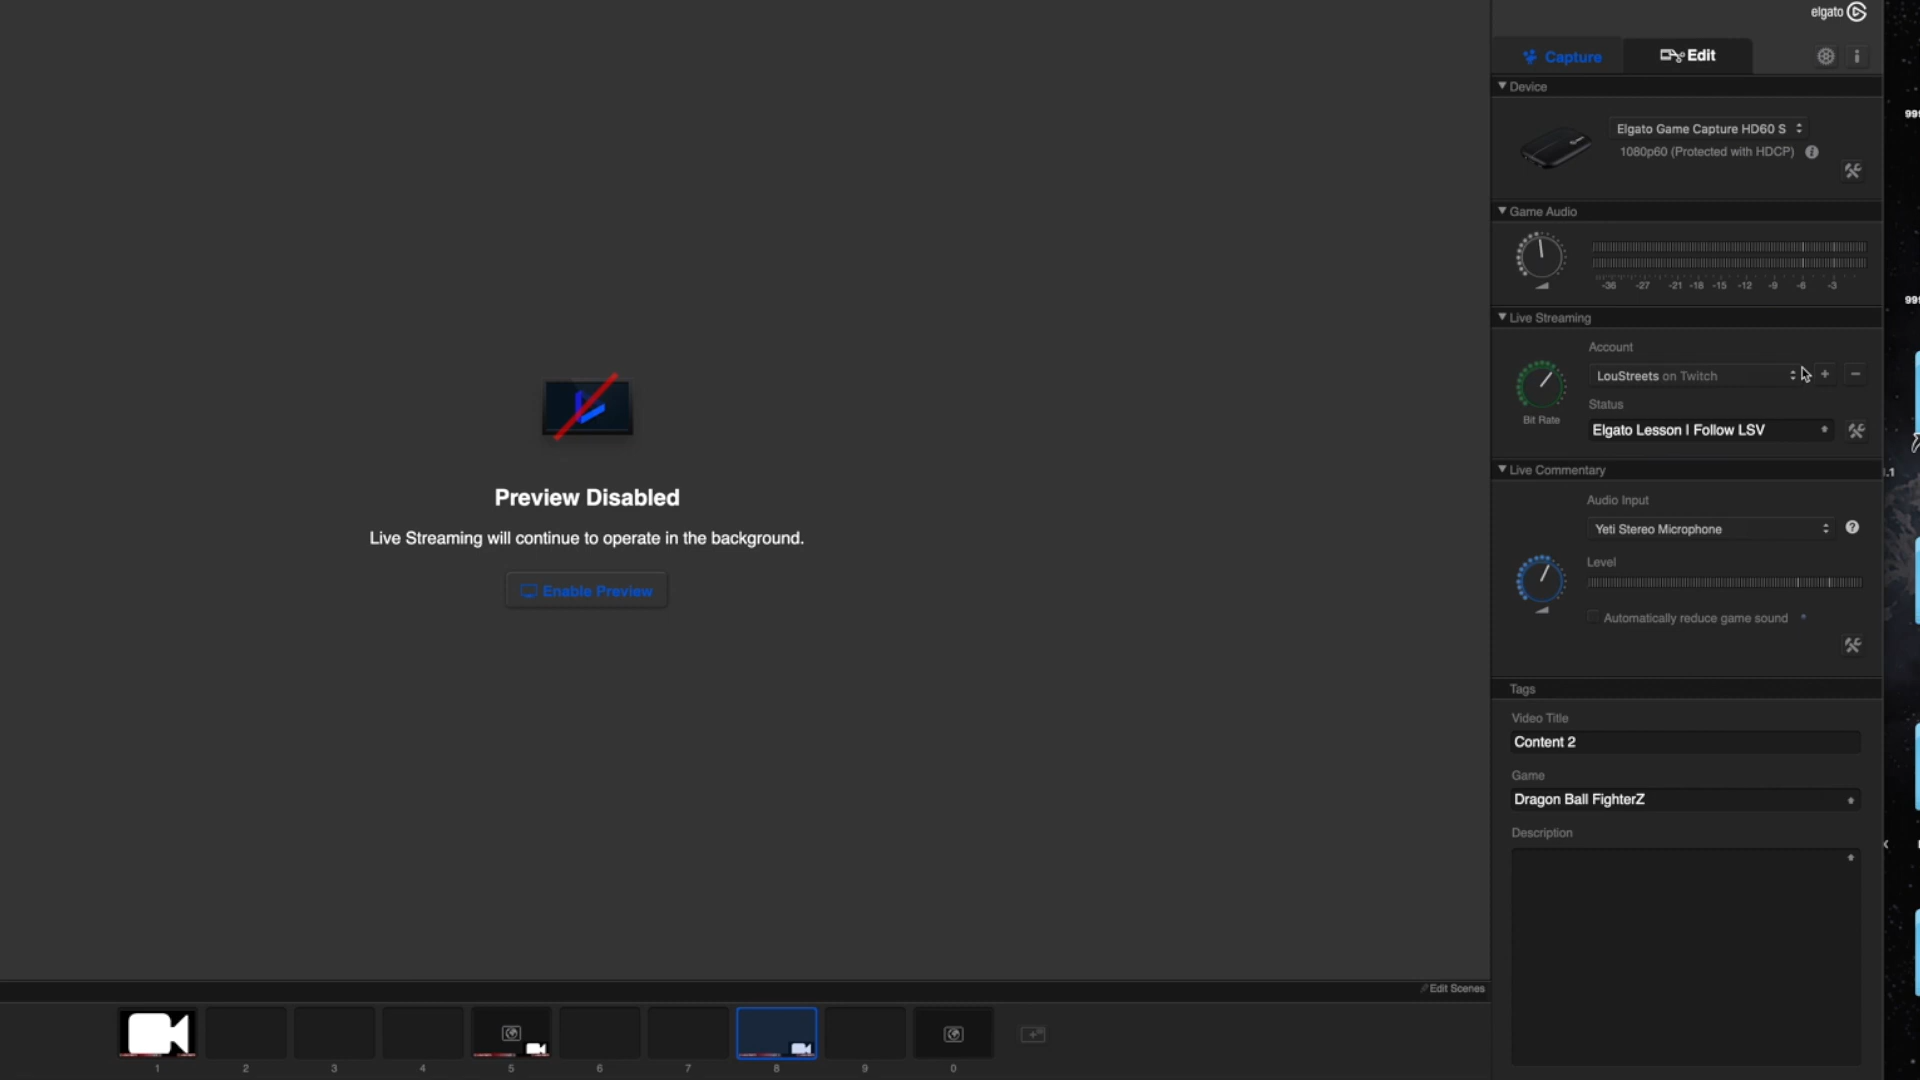 elgato
Capture
Edit
Device
Elgato Game Capture HD60 S
1080p60 (Protected with HDCP)
Game Audio
-36 -27 -21 -18 -15 -12 -9 -6 -3
Live Streaming
Account
LouStreets on Twitch
Status
Bit Rate
Elgato Lesson I Follow LSV
Live Commentary
Audio Input
Yeti Stereo Microphone
Level
Automatically reduce game sound
Tags
Video Title
Content 2
Game
Dragon Ball FighterZ
Description
Preview Disabled
Live Streaming will continue to operate in the background.
Enable Preview
Edit Scenes
1 2 3 4 5 6 7 8 9 0